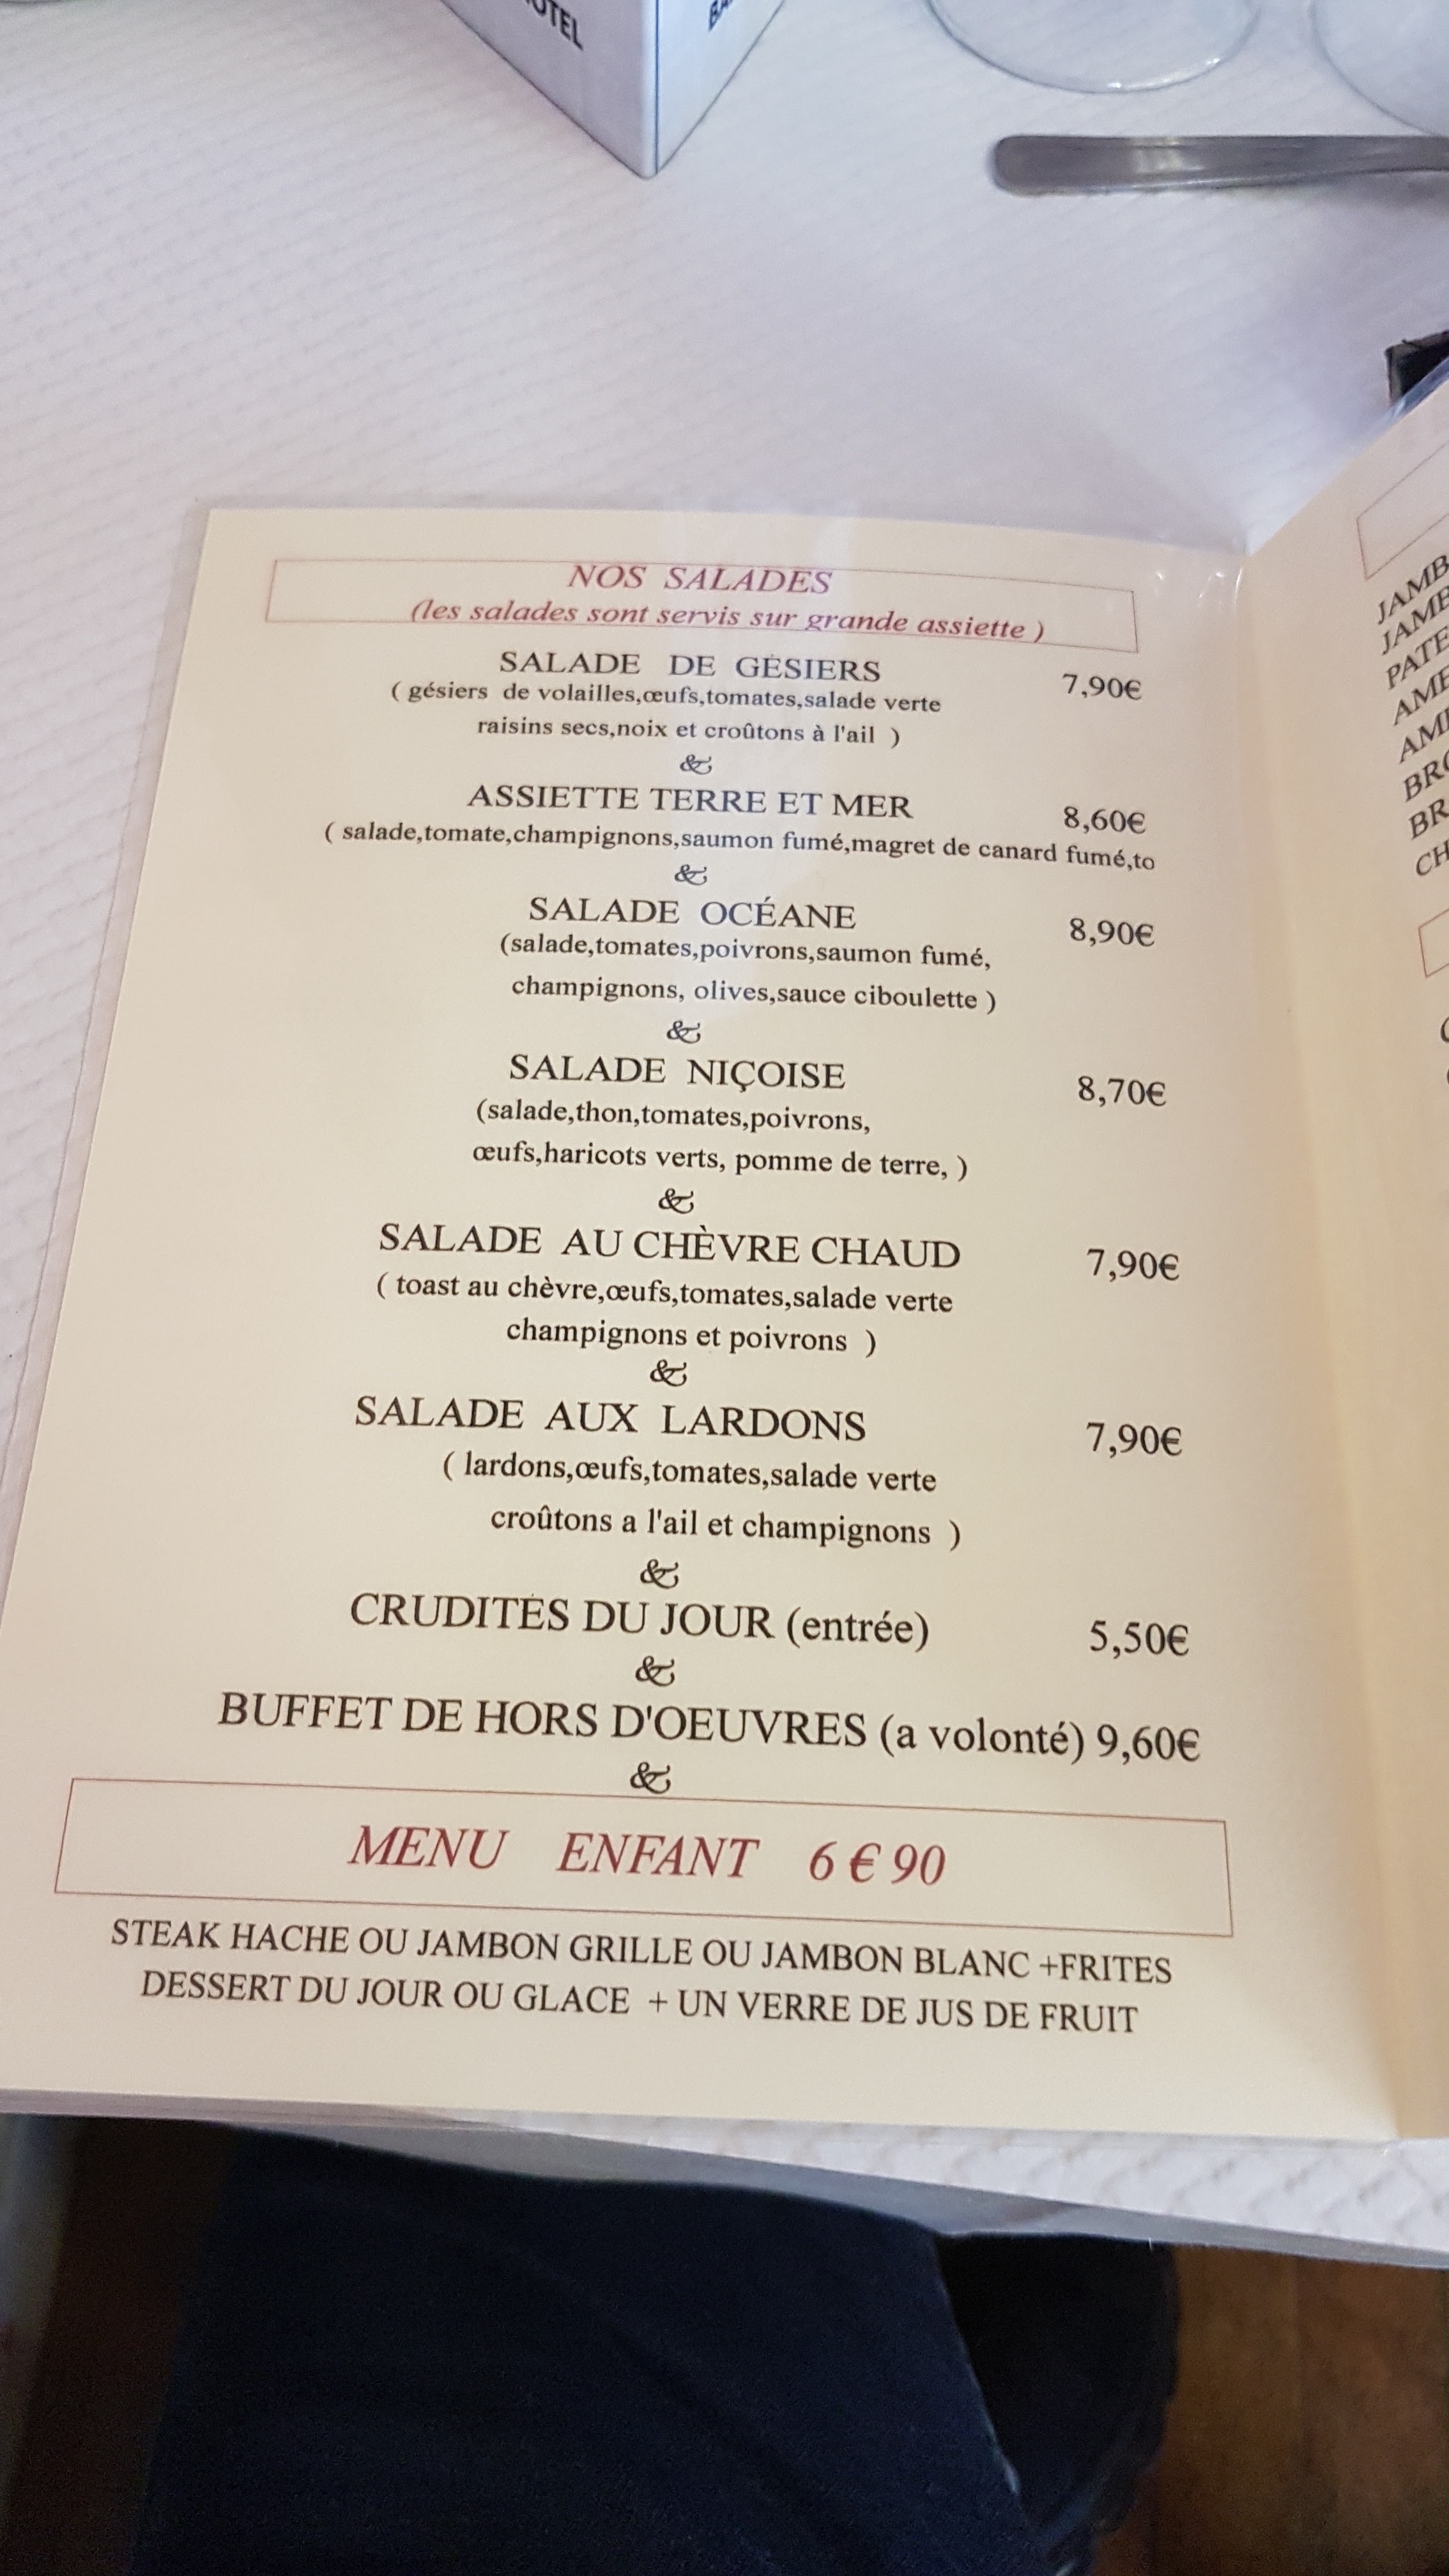 NOS SALADES
(les salades sont servis sur grande assiette )
SALADE DE GÉSIERS 7,90€
( gésiers de volailles,œufs,tomates,salade verte
raisins secs,noix et croûtons à l'ail )
&
ASSIETTE TERRE ET MER 8,60€
( salade,tomate,champignons,saumon fumé,magret de canard fumé,to
&
SALADE OCÉANE 8,90€
(salade,tomates,poivrons,saumon fumé,
champignons, olives,sauce ciboulette )
&
SALADE NIÇOISE 8,70€
(salade,thon,tomates,poivrons,
œufs,haricots verts, pomme de terre, )
&
SALADE AU CHÈVRE CHAUD 7,90€
( toast au chèvre,œufs,tomates,salade verte
champignons et poivrons )
&
SALADE AUX LARDONS 7,90€
( lardons,œufs,tomates,salade verte
croûtons a l'ail et champignons )
&
CRUDITÉS DU JOUR (entrée) 5,50€
&
BUFFET DE HORS D'OEUVRES (a volonté) 9,60€
&
MENU ENFANT 6 € 90
STEAK HACHE OU JAMBON GRILLE OU JAMBON BLANC +FRITES
DESSERT DU JOUR OU GLACE + UN VERRE DE JUS DE FRUIT